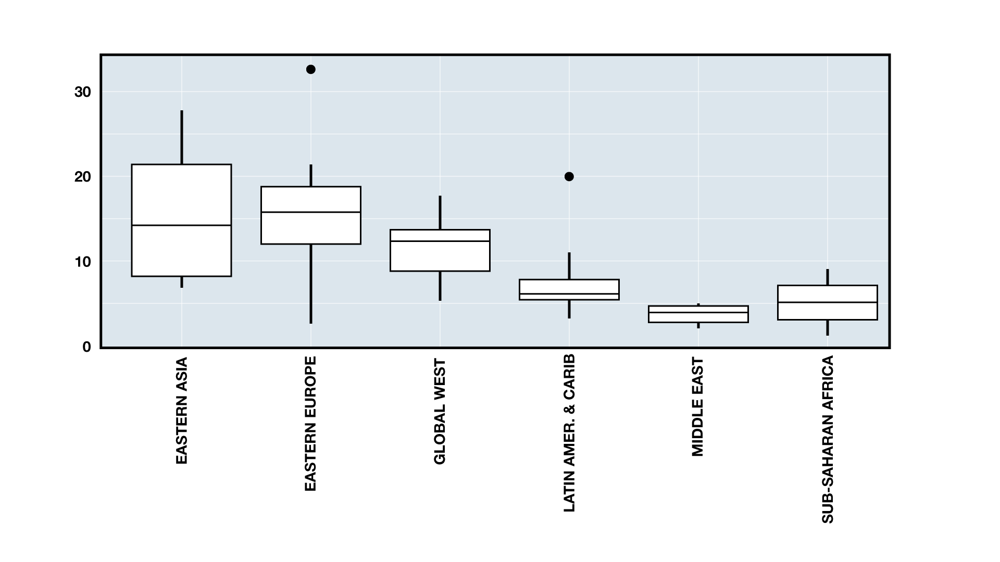 30
20
10
0
EASTERN ASIA
EASTERN EUROPE
GLOBAL WEST
LATIN AMER. & CARIB
MIDDLE EAST
SUB-SAHARAN AFRICA